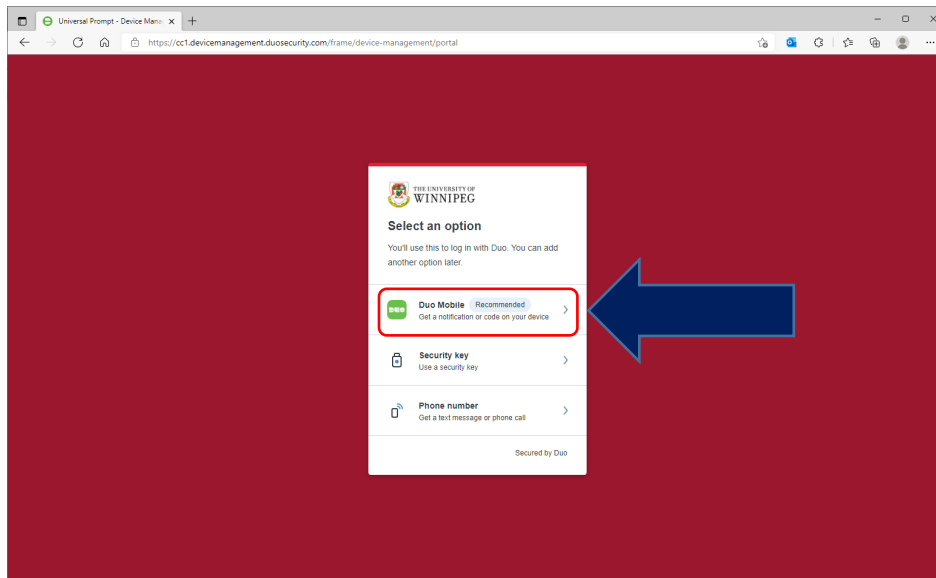 Universal Prompt - Device Mana
https://cc1.devicemanagement.duosecurity.com/frame/device-management/portal
THE UNIVERSITY OF
WINNIPEG
Select an option
You'll use this to log in with Duo. You can add
another option later.
DUO
Duo Mobile Recommended
Get a notification or code on your device
Security key
Use a security key
Phone number
Get a text message or phone call
Secured by Duo